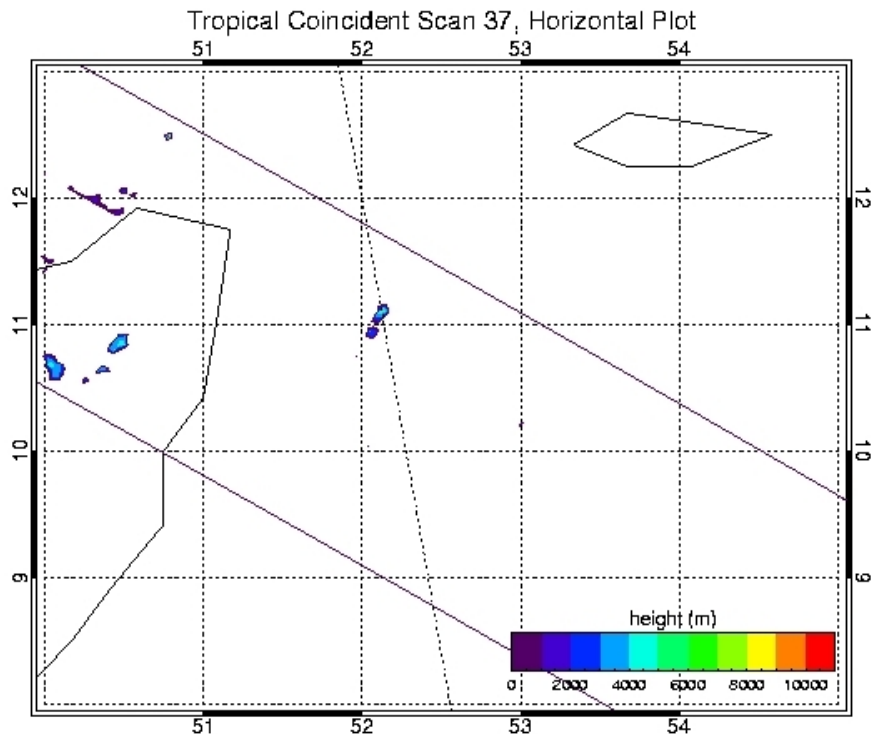 Tropical Coincident Scan 37, Horizontal Plot
51 52 53 54
12 12
11 11
10 10
9 9
height (m)
0 2000 4000 6000 8000 10000
51 52 53 54